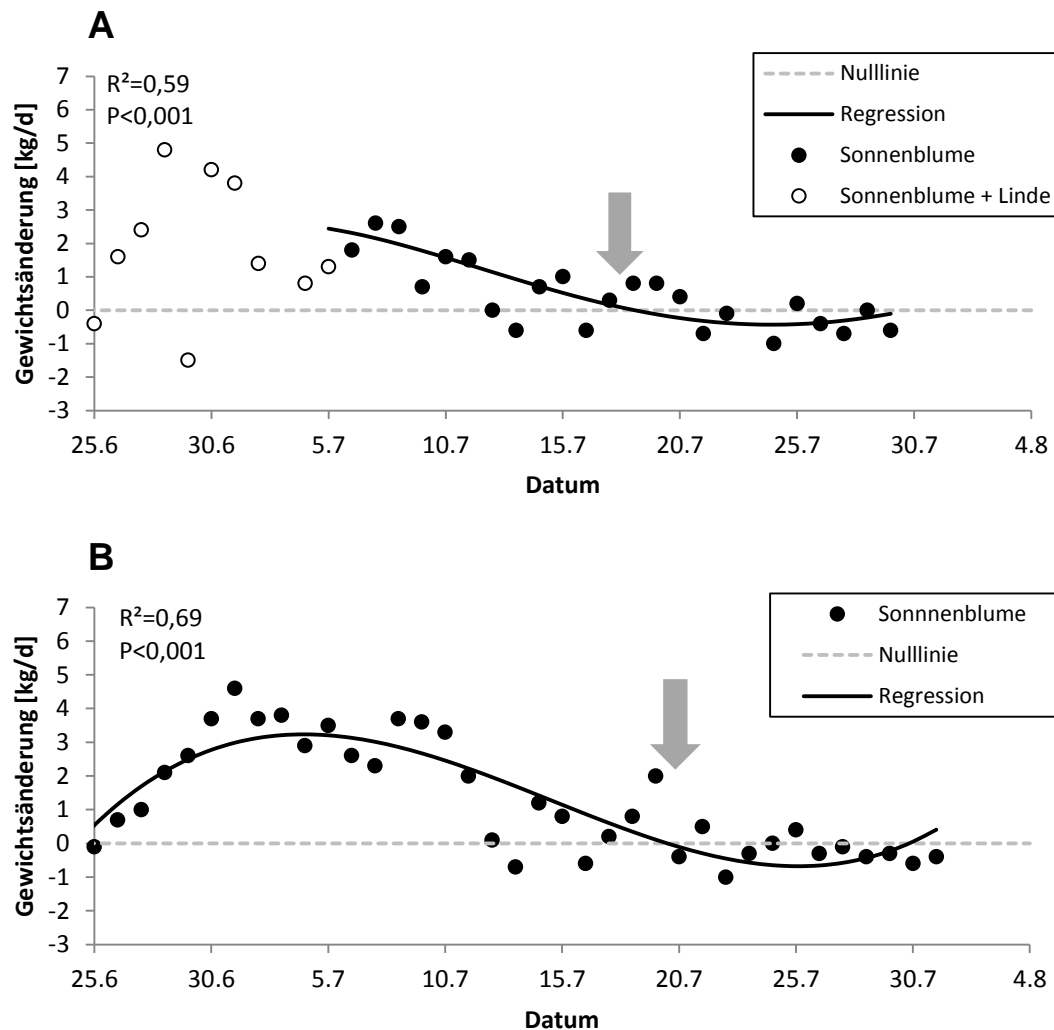 A
R²=0,59
P<0,001
Nulllinie
Regression
Sonnenblume
Sonnenblume + Linde
Gewichtsänderung [kg/d]
7
6
5
4
3
2
1
0
-1
-2
-3
25.6 30.6 5.7 10.7 15.7 20.7 25.7 30.7 4.8
Datum
B
R²=0,69
P<0,001
Sonnnenblume
Nulllinie
Regression
Gewichtsänderung [kg/d]
7
6
5
4
3
2
1
0
-1
-2
-3
25.6 30.6 5.7 10.7 15.7 20.7 25.7 30.7 4.8
Datum